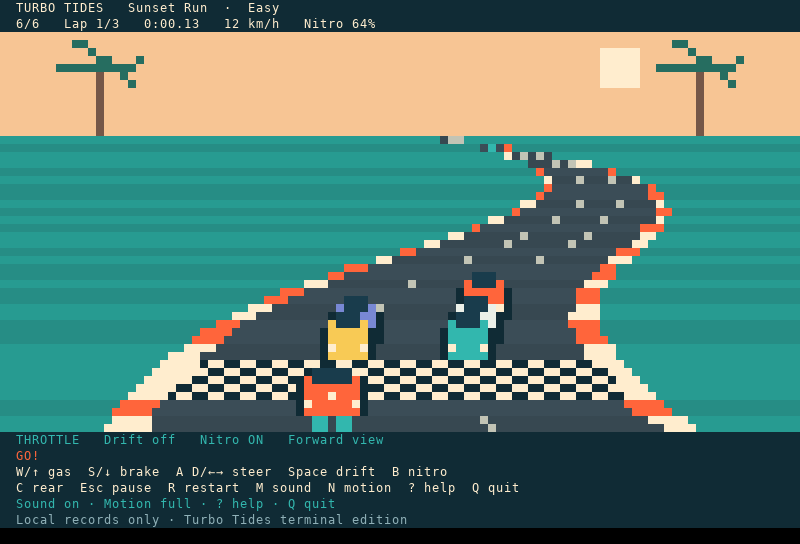 TURBO TIDES   Sunset Run  ·  Easy
6/6   Lap 1/3   0:00.13   12 km/h   Nitro 64%
THROTTLE   Drift off   Nitro ON   Forward view
GO!
W/↑ gas  S/↓ brake  A D/←→ steer  Space drift  B nitro
C rear  Esc pause  R restart  M sound  N motion  ? help  Q quit
Sound on · Motion full · ? help · Q quit
Local records only · Turbo Tides terminal edition